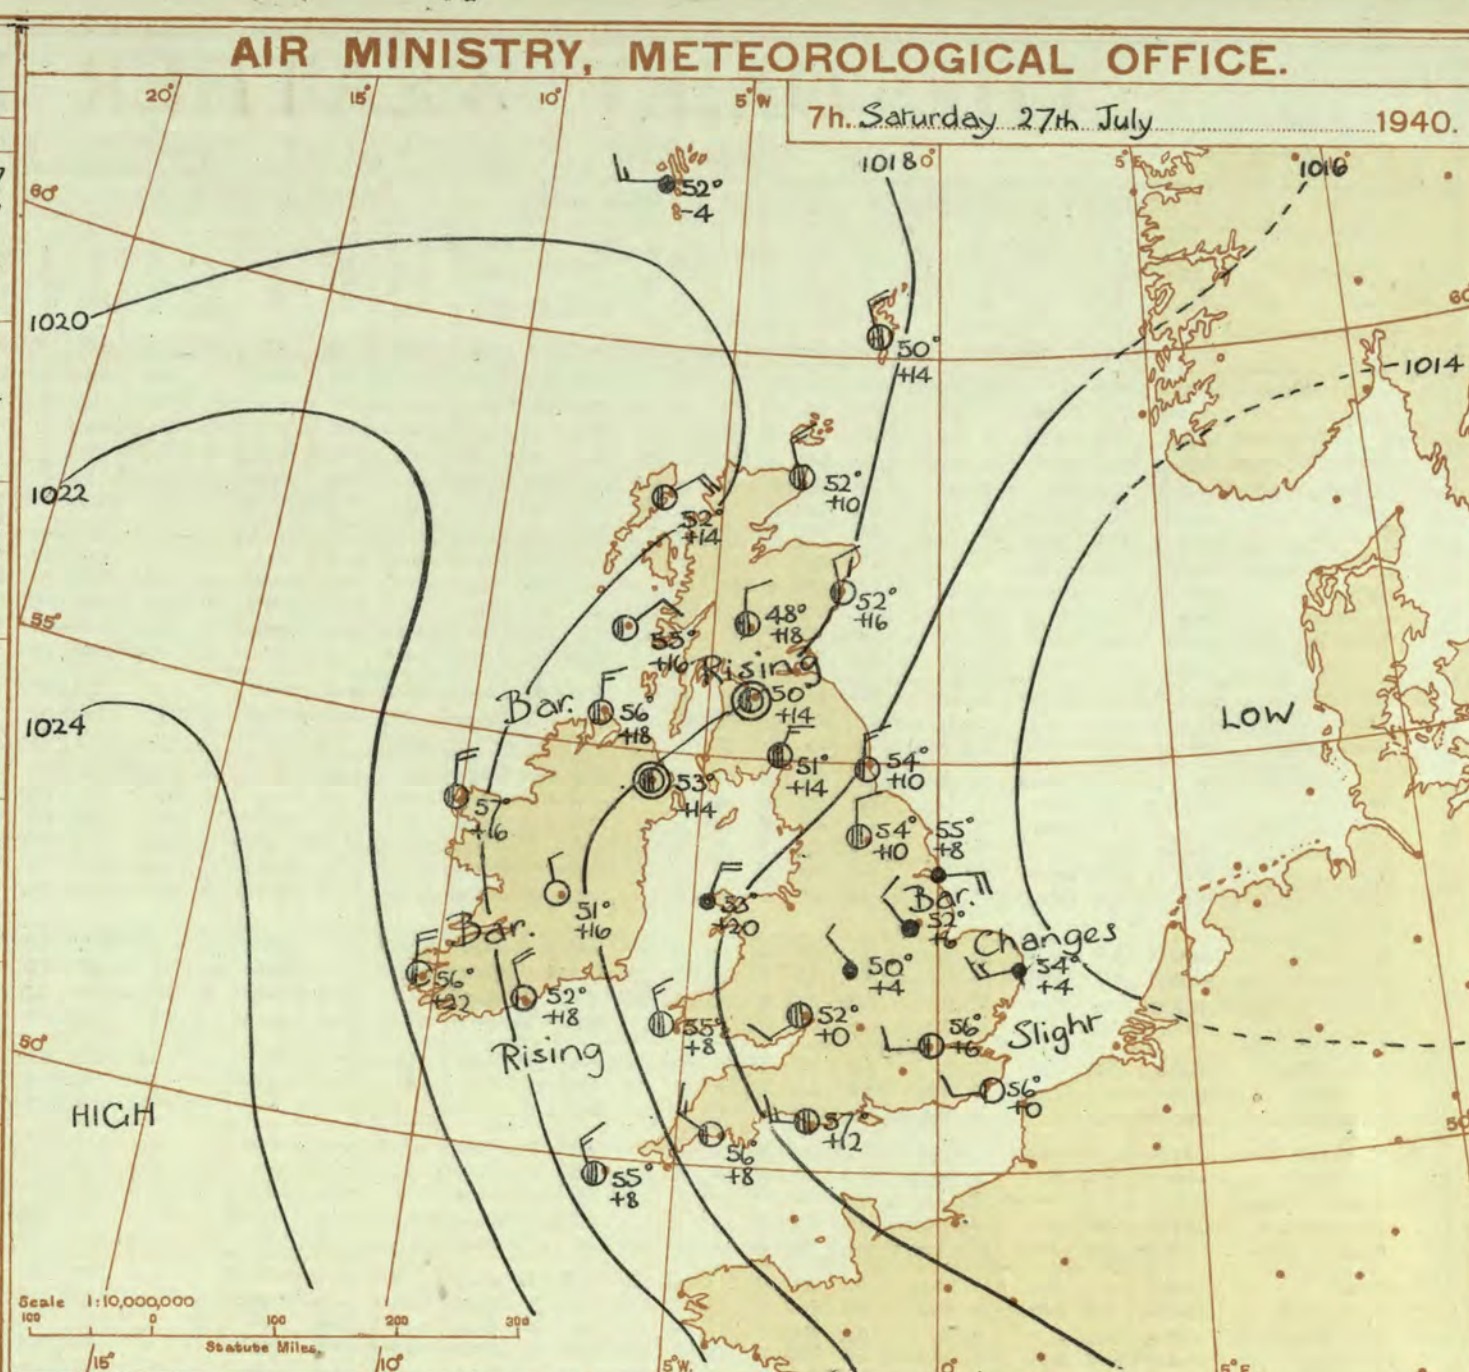 AIR MINISTRY, METEOROLOGICAL OFFICE.
20° 15° 10° 5°W
7h. Saturday 27th July 1940.
1018 0° 5°E 1016
60° 52°
-4
1020 50° 60°
+14
1014
1022 52°
+10
52°
+14
55° 52°
+16
48°
+18
55°
+16
Rising
Bar. 56° 50°
+18 +14
1024 LOW
51° 54°
+14 +10
53°
+14
57°
+16
54° 55°
+10 +8
51° 53° Bar. 52°
+16 +20 +6
Bar. Changes
50° 54°
+4 +4
56° 52°
+22 +18
55° 52° 56° Slight
+8 +0 +6
50° Rising
56°
+0
HIGH 57° 50
+12
56°
+8
55°
+8
Scale 1:10,000,000
100 0 100 200 300
Statute Miles.
15° 10° 5°W. 0° 5°E